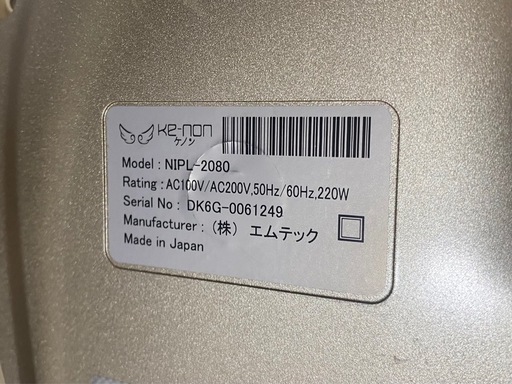 Ke-non
ケノン
Model : NIPL-2080
Rating : AC100V/AC200V,50Hz/60Hz,220W
Serial No : DK6G-0061249
Manufacturer : (株) エムテック
Made in Japan